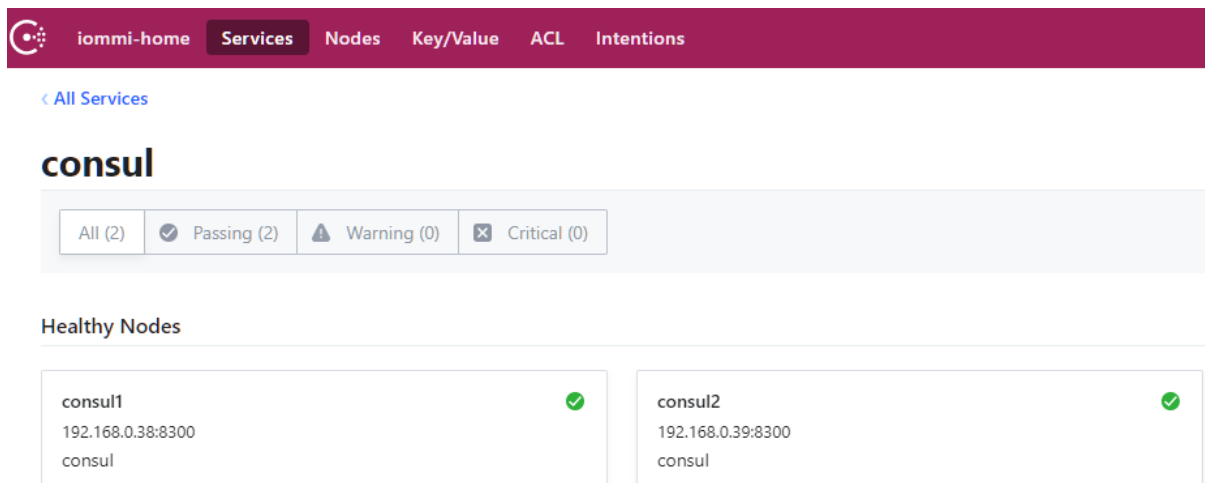 iommi-home Services Nodes Key/Value ACL Intentions
‹ All Services
consul
All (2) Passing (2) Warning (0) Critical (0)
Healthy Nodes
consul1 consul2
192.168.0.38:8300 192.168.0.39:8300
consul consul